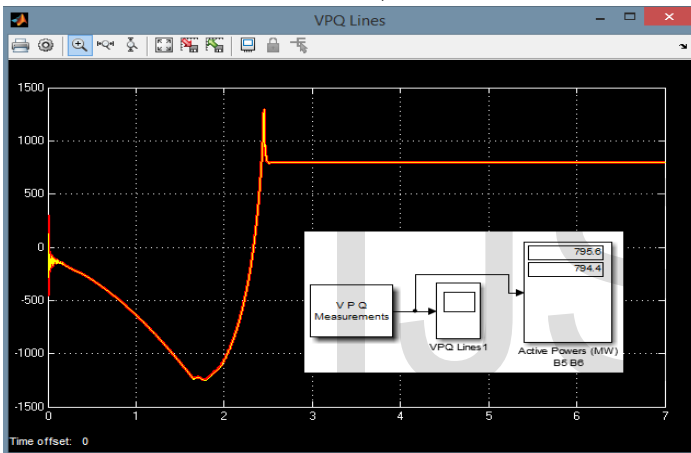 VPQ Lines
1500
1000
500
0
-500
-1000
-1500
0 1 2 3 4 5 6 7
Time offset: 0
795.6
794.4
V P Q
Measurements
VPQ Lines1
Active Powers (MW)
B5 B6
IJS